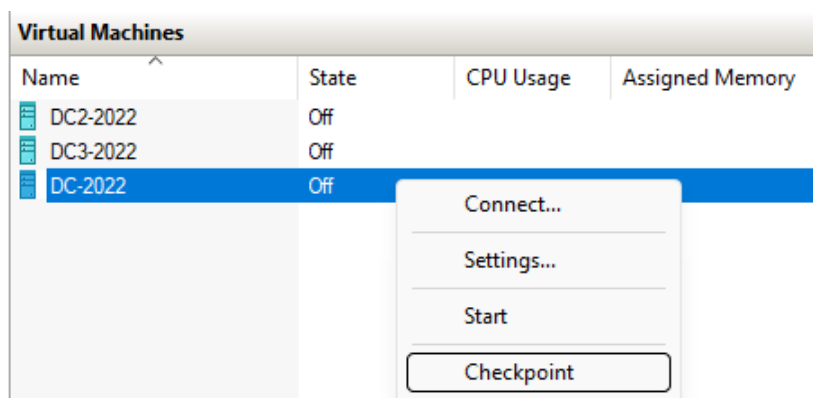 Virtual Machines
Name State CPU Usage Assigned Memory
DC2-2022 Off
DC3-2022 Off
DC-2022 Off
Connect...
Settings...
Start
Checkpoint